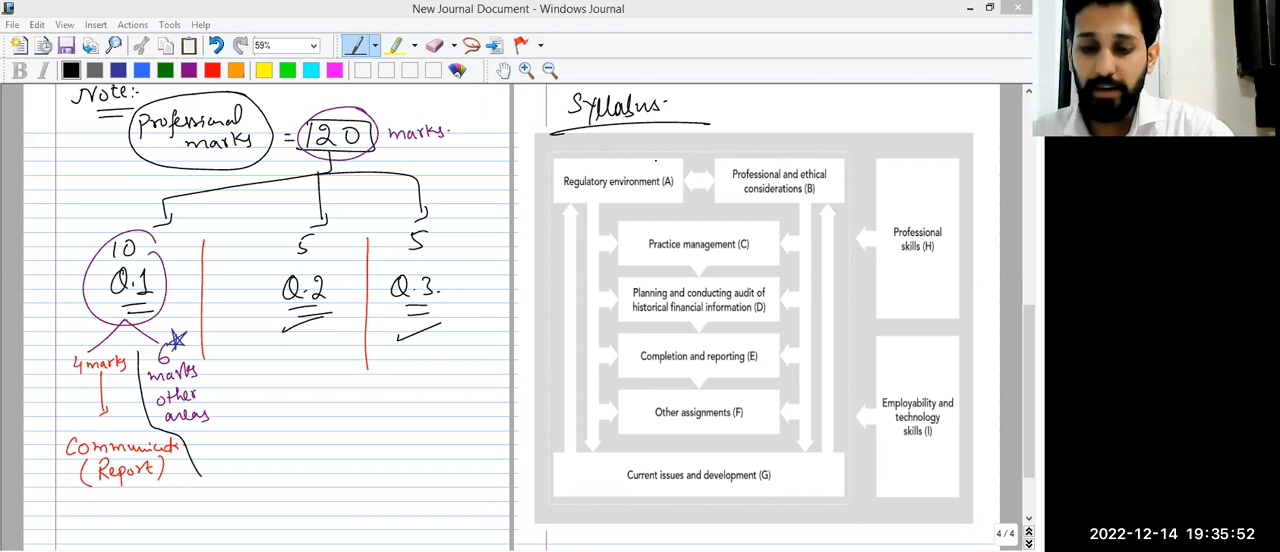 New Journal Document - Windows Journal
File Edit View Insert Actions Tools Help
59%
B I
Note:-
professional
marks
= 120 marks.
10 5 5
Q.1 Q.2 Q.3.
4 marks
6
marks
other
areas
Communicatn
(Report)
Syllabus-
Regulatory environment (A)
Professional and ethical
considerations (B)
Practice management (C)
Planning and conducting audit of
historical financial information (D)
Completion and reporting (E)
Other assignments (F)
Current issues and development (G)
Professional
skills (H)
Employability and
technology
skills (I)
4/4
2022-12-14 19:35:52